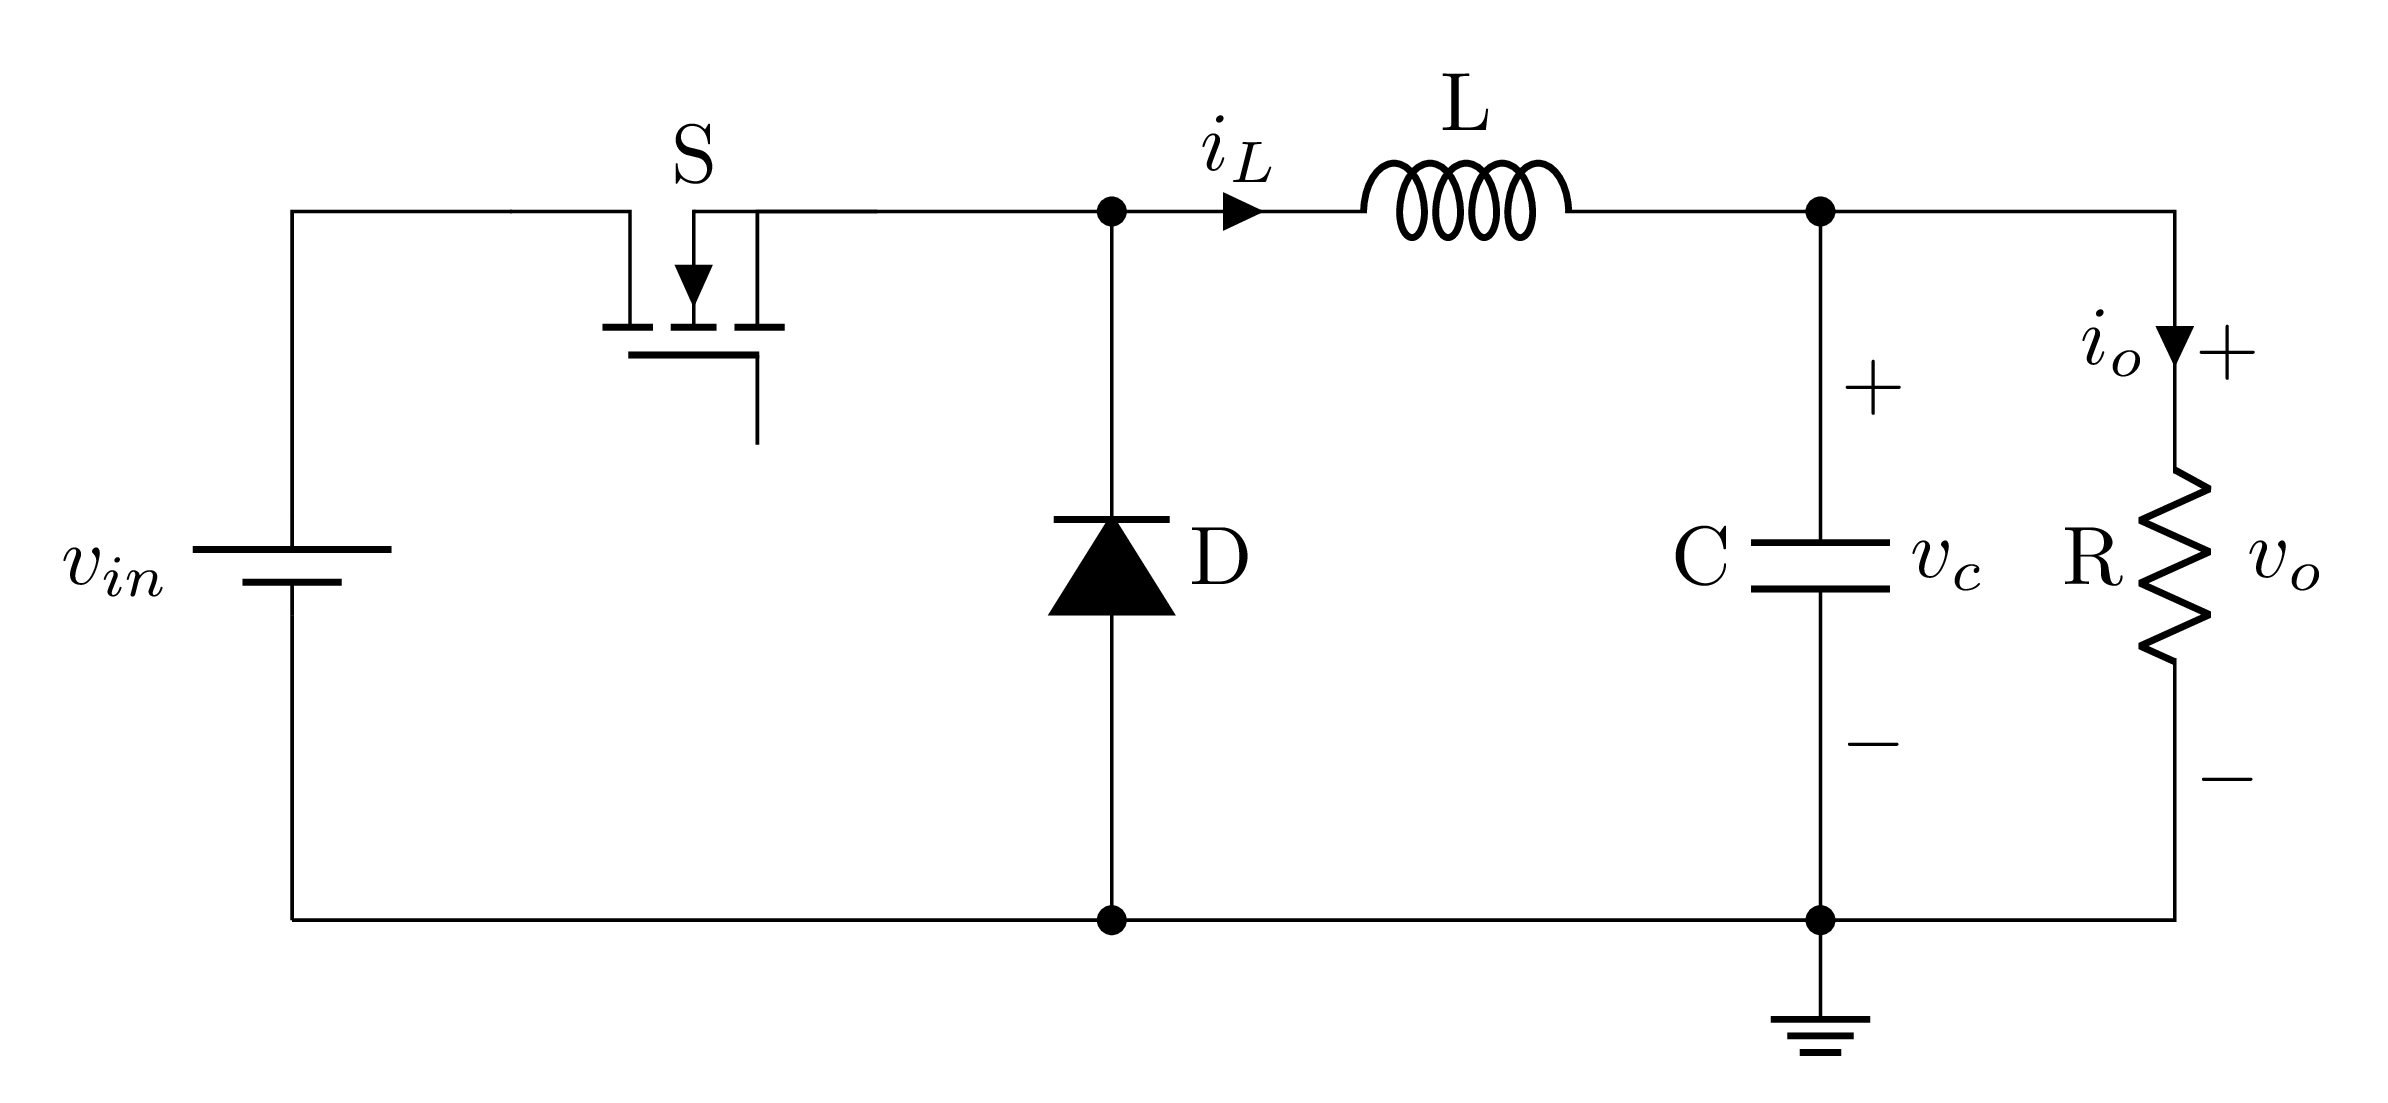 L
S
i_L
i_o
+
+
v_in
D
C
v_c
R
v_o
−
−